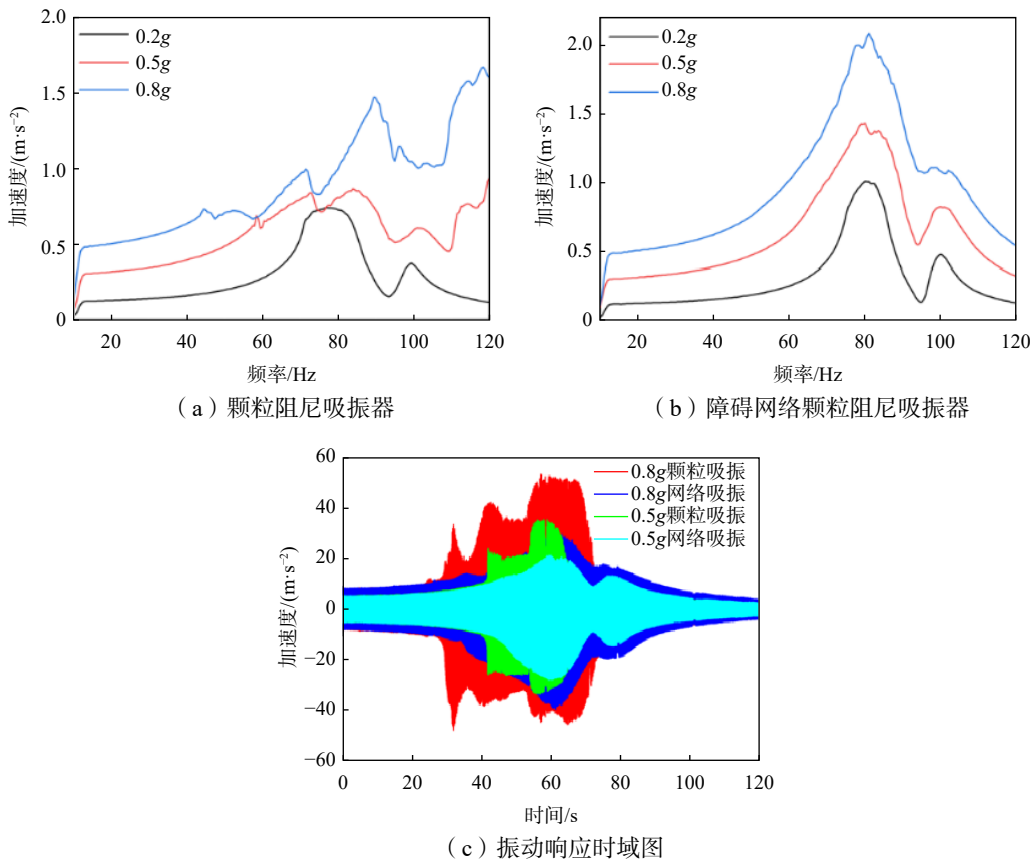 2.0
1.5
1.0
0.5
0
20
40
60
80
100
120
加速度/(m·s⁻²)
频率/Hz
0.2g
0.5g
0.8g
（a）颗粒阻尼吸振器
2.0
1.5
1.0
0.5
0
20
40
60
80
100
120
加速度/(m·s⁻²)
频率/Hz
0.2g
0.5g
0.8g
（b）障碍网络颗粒阻尼吸振器
60
40
20
0
−20
−40
−60
0
20
40
60
80
100
120
加速度/(m·s⁻²)
时间/s
0.8g颗粒吸振
0.8g网络吸振
0.5g颗粒吸振
0.5g网络吸振
（c）振动响应时域图